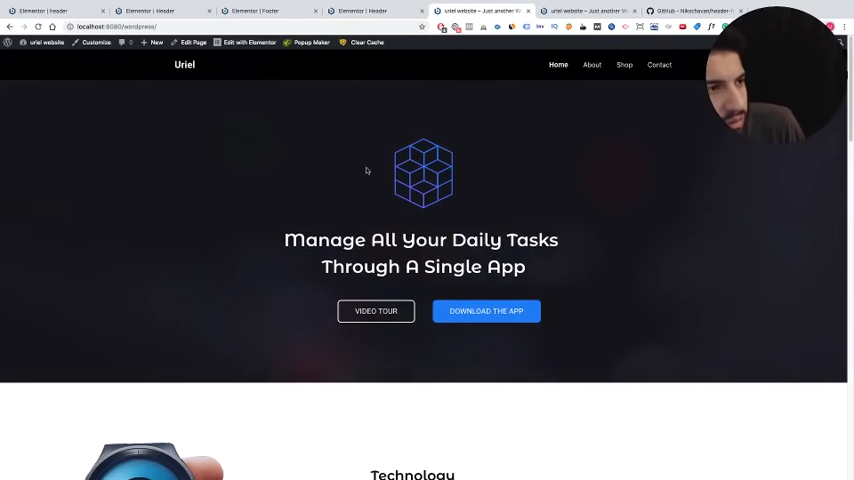 Elementor | header
Elementor | Header
Elementor | Footer
Elementor | Header
uriel website – Just another W
uriel website – Just another W
GitHub - Nikschavan/header-f
localhost:8080/wordpress/
uriel website
Customize
0
New
Edit Page
Edit with Elementor
Popup Maker
Clear Cache
Uriel
Home
About
Shop
Contact
Manage All Your Daily Tasks
Through A Single App
VIDEO TOUR
DOWNLOAD THE APP
Technology